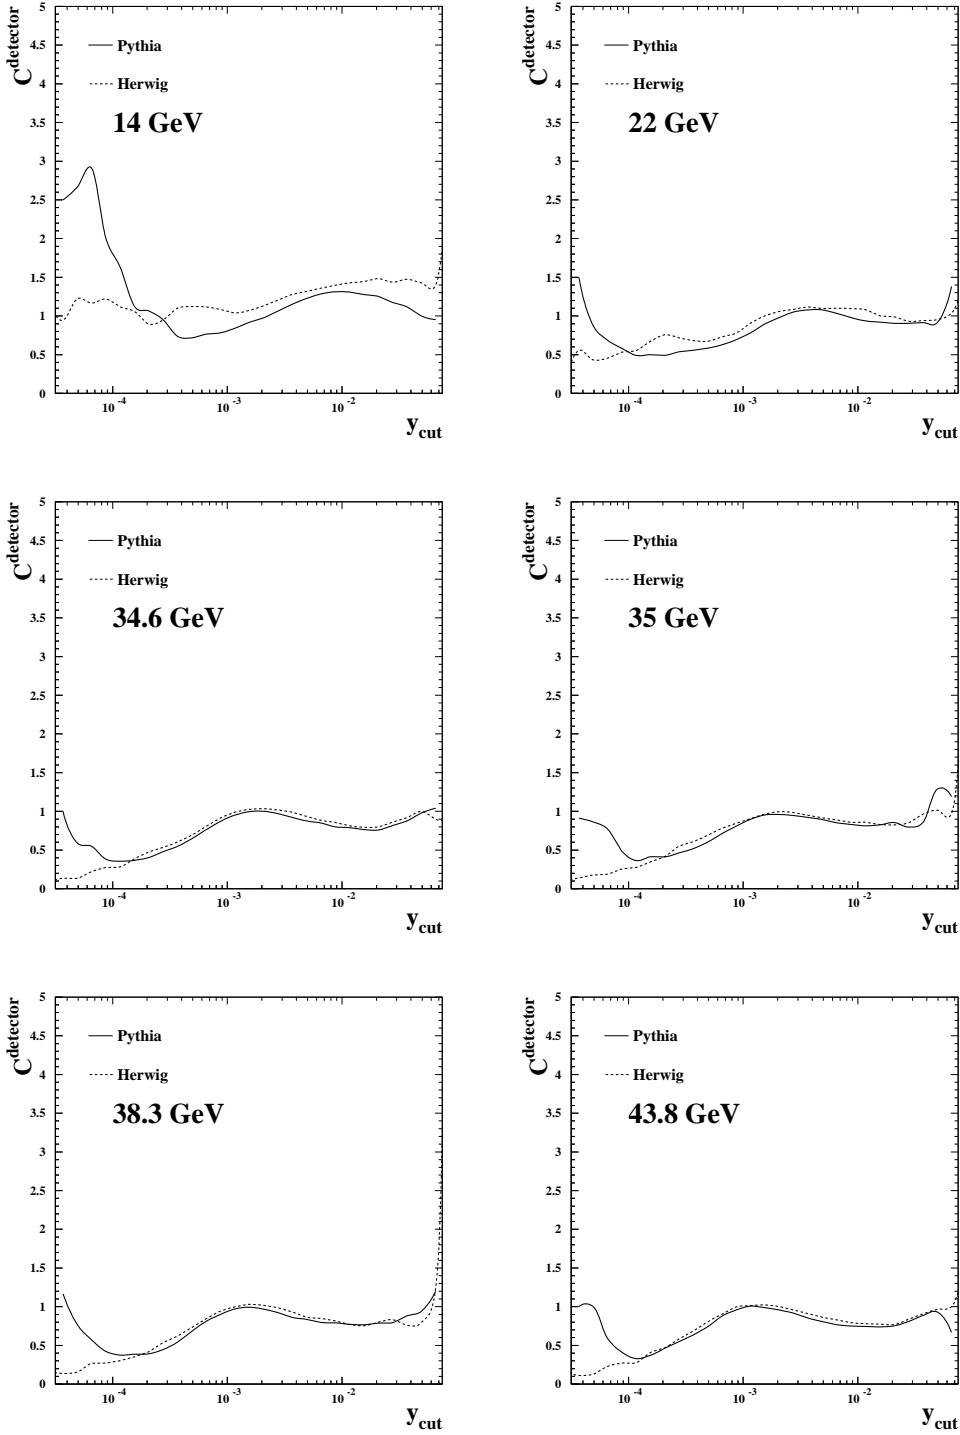 C^detector
5
4.5
4
3.5
3
2.5
2
1.5
1
0.5
0
Pythia
Herwig
14 GeV
10^-4 10^-3 10^-2
y_cut
C^detector
5
4.5
4
3.5
3
2.5
2
1.5
1
0.5
0
Pythia
Herwig
22 GeV
10^-4 10^-3 10^-2
y_cut
C^detector
5
4.5
4
3.5
3
2.5
2
1.5
1
0.5
0
Pythia
Herwig
34.6 GeV
10^-4 10^-3 10^-2
y_cut
C^detector
5
4.5
4
3.5
3
2.5
2
1.5
1
0.5
0
Pythia
Herwig
35 GeV
10^-4 10^-3 10^-2
y_cut
C^detector
5
4.5
4
3.5
3
2.5
2
1.5
1
0.5
0
Pythia
Herwig
38.3 GeV
10^-4 10^-3 10^-2
y_cut
C^detector
5
4.5
4
3.5
3
2.5
2
1.5
1
0.5
0
Pythia
Herwig
43.8 GeV
10^-4 10^-3 10^-2
y_cut